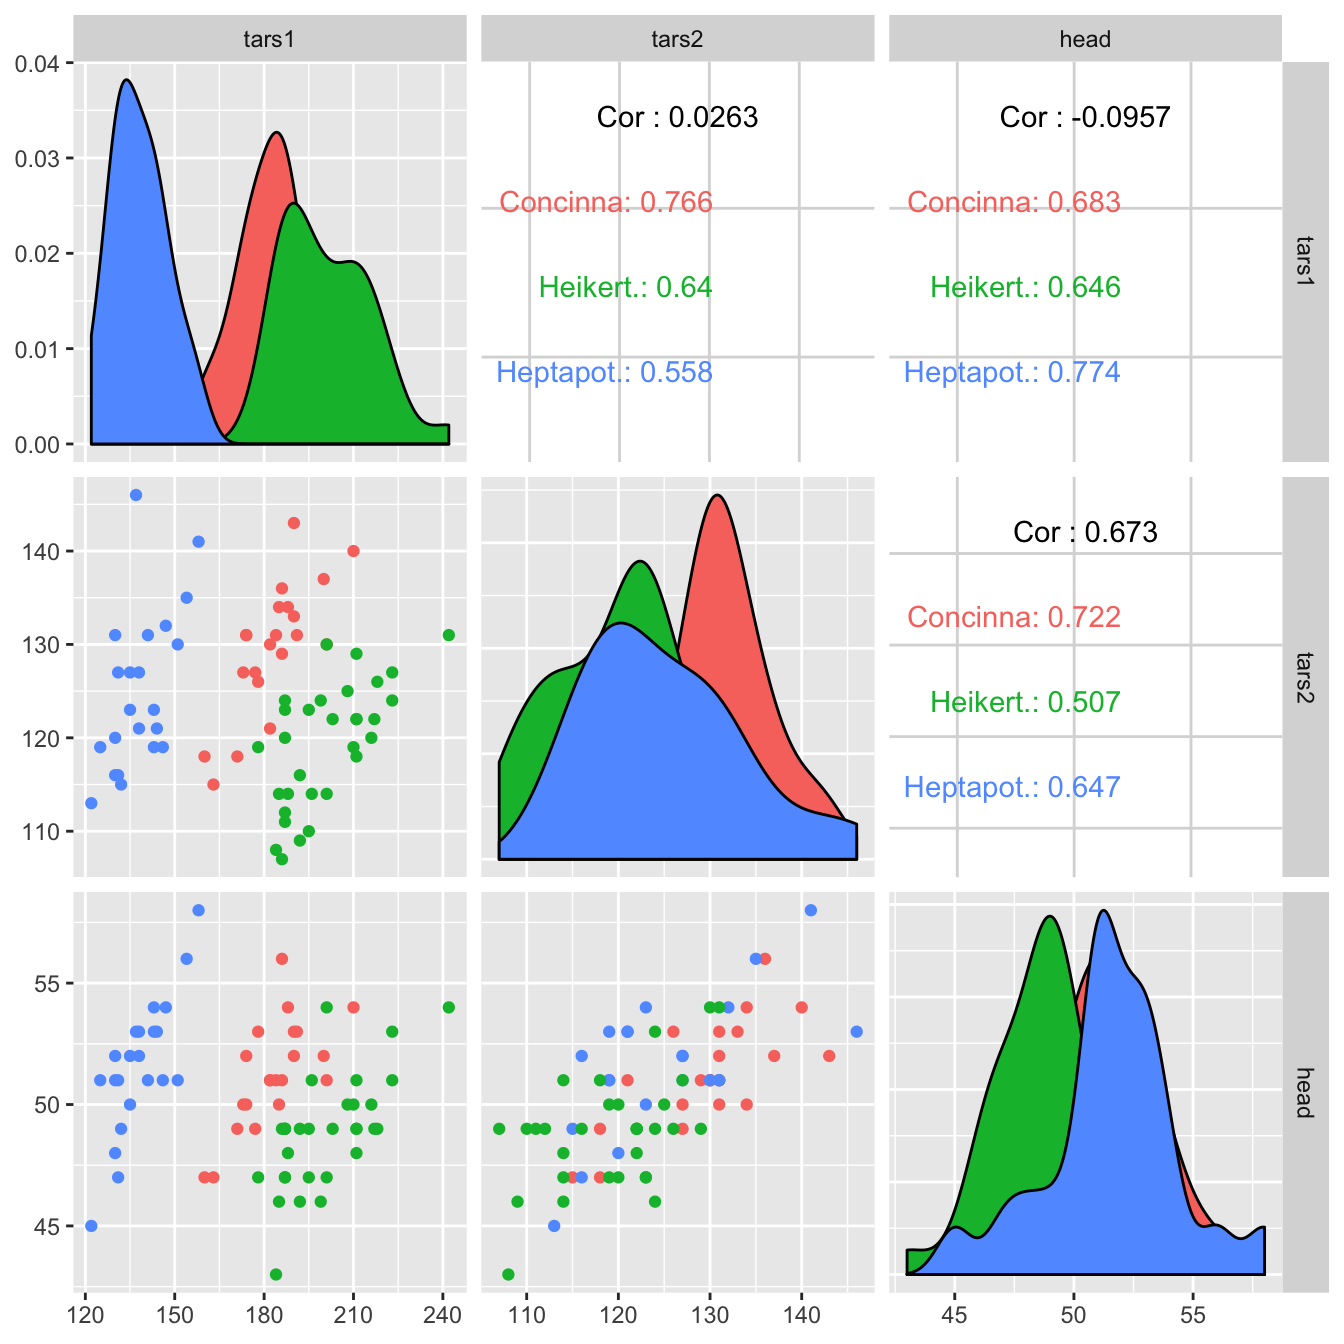 tars1
tars2
head
0.04
0.03
0.02
0.01
0.00
Cor : 0.0263
Concinna: 0.766
Heikert.: 0.64
Heptapot.: 0.558
Cor : -0.0957
Concinna: 0.683
Heikert.: 0.646
Heptapot.: 0.774
tars1
140
130
120
110
Cor : 0.673
Concinna: 0.722
Heikert.: 0.507
Heptapot.: 0.647
tars2
55
50
45
head
120 150 180 210 240
110 120 130 140
45 50 55